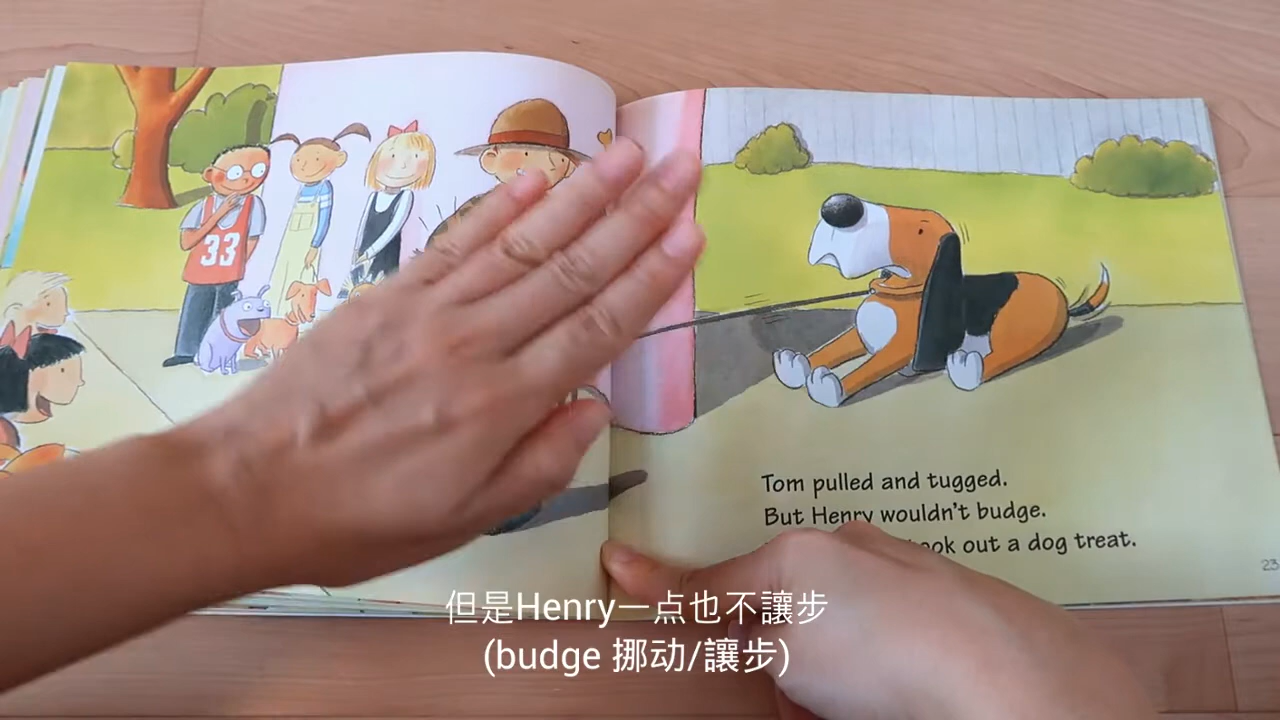 33
Tom pulled and tugged.
But Henry wouldn't budge.
out a dog treat.
23
但是Henry一点也不讓步
(budge 挪动/讓步)